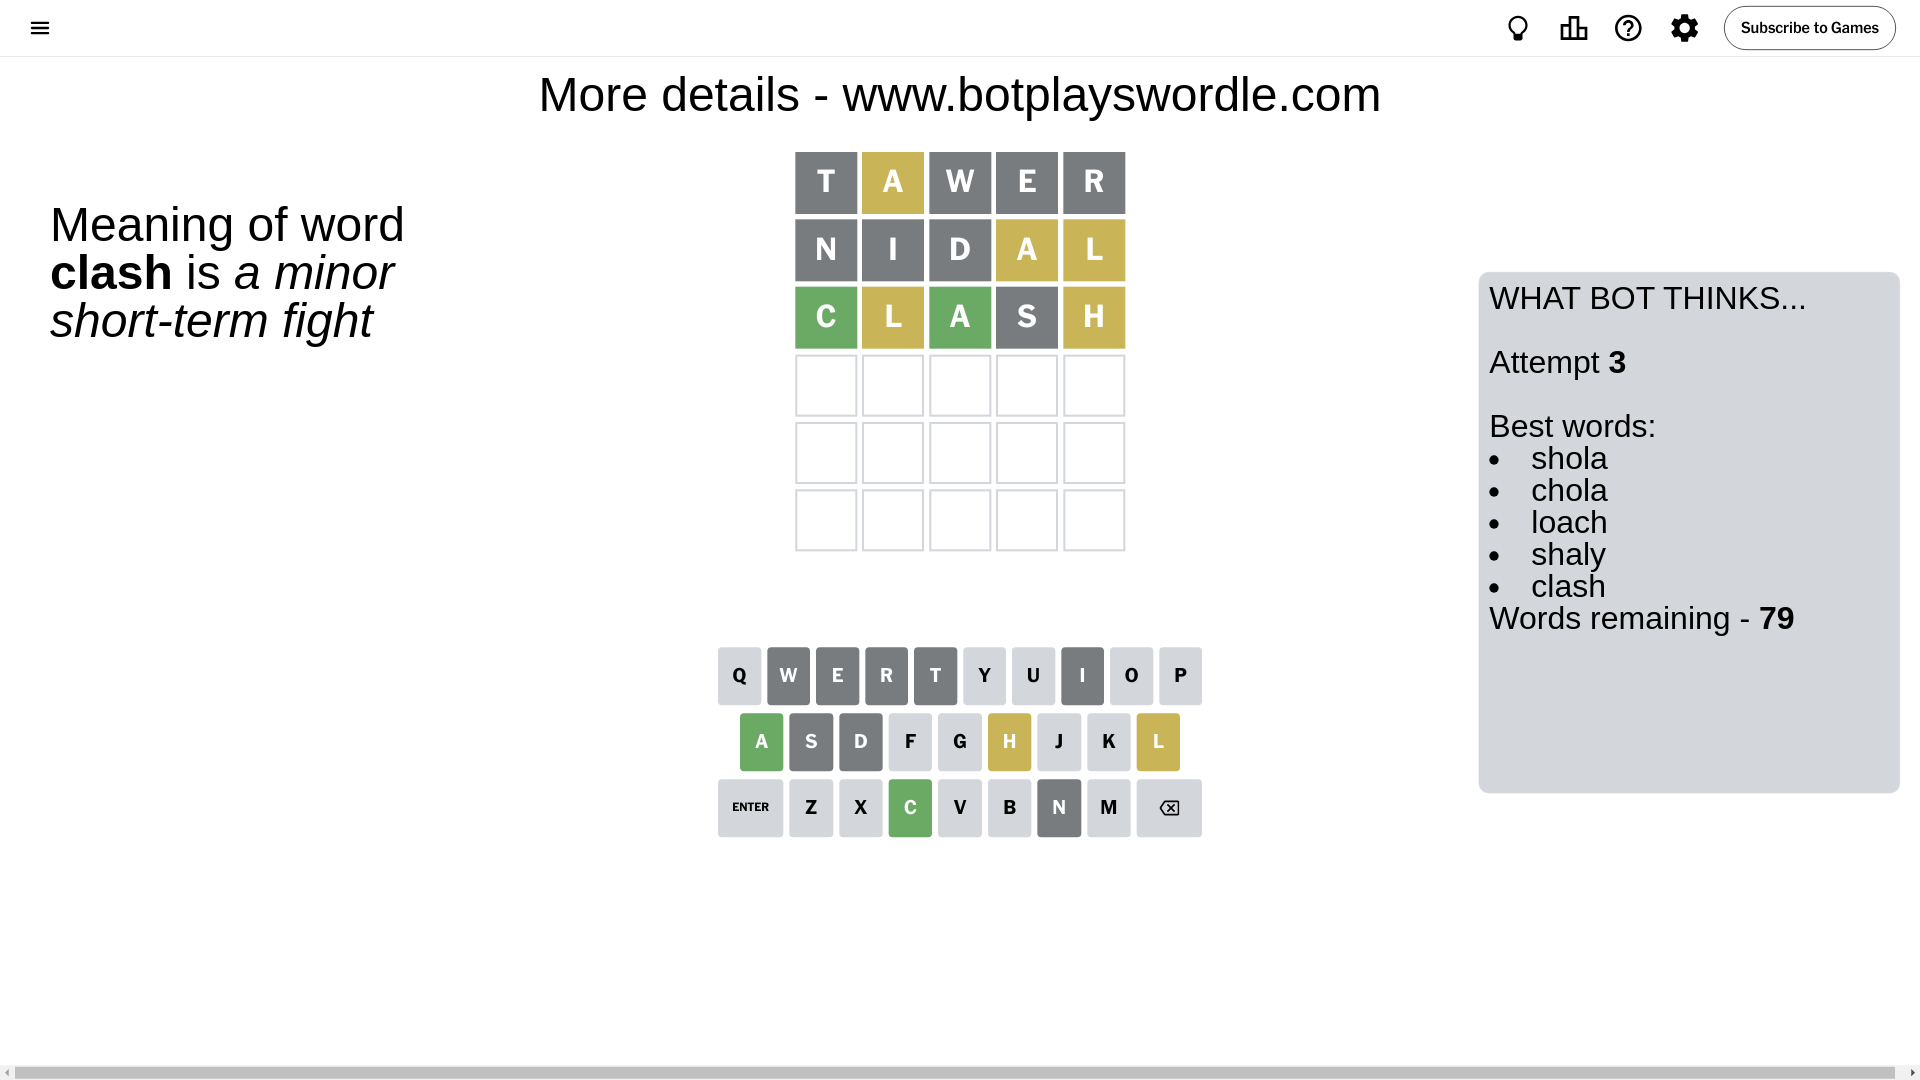 Subscribe to Games
More details - www.botplayswordle.com
Meaning of word
clash is a minor
short-term fight
T A W E R
N I D A L
C L A S H
WHAT BOT THINKS...
Attempt 3
Best words:
• shola
• chola
• loach
• shaly
• clash
Words remaining - 79
Q W E R T Y U I O P
A S D F G H J K L
ENTER Z X C V B N M